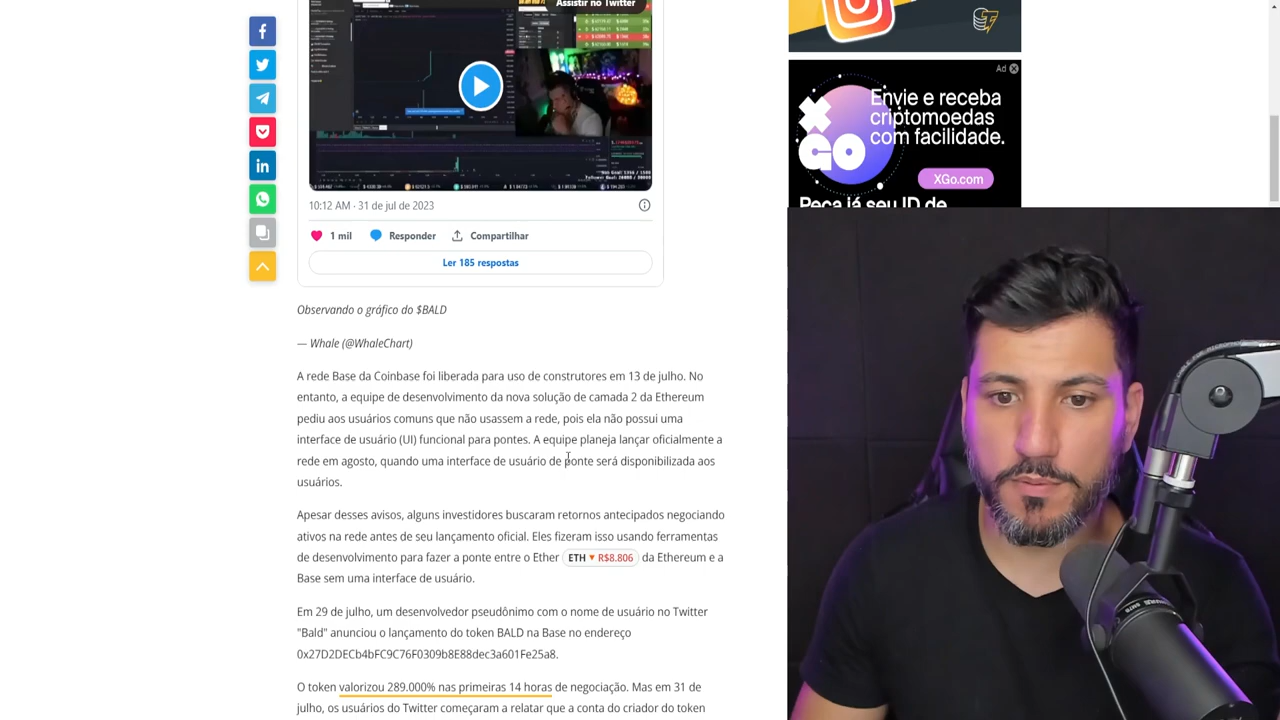 Assistir no Twitter
10:12 AM · 31 de jul de 2023
1 mil Responder Compartilhar
Ler 185 respostas
Observando o gráfico do $BALD
— Whale (@WhaleChart)
A rede Base da Coinbase foi liberada para uso de construtores em 13 de julho. No
entanto, a equipe de desenvolvimento da nova solução de camada 2 da Ethereum
pediu aos usuários comuns que não usassem a rede, pois ela não possui uma
interface de usuário (UI) funcional para pontes. A equipe planeja lançar oficialmente a
rede em agosto, quando uma interface de usuário de ponte será disponibilizada aos
usuários.
Apesar desses avisos, alguns investidores buscaram retornos antecipados negociando
ativos na rede antes de seu lançamento oficial. Eles fizeram isso usando ferramentas
de desenvolvimento para fazer a ponte entre o Ether ETH ▼ R$8.806 da Ethereum e a
Base sem uma interface de usuário.
Em 29 de julho, um desenvolvedor pseudônimo com o nome de usuário no Twitter
"Bald" anunciou o lançamento do token BALD na Base no endereço
0x27D2DECb4bFC9C76F0309b8E88dec3a601Fe25a8.
O token valorizou 289.000% nas primeiras 14 horas de negociação. Mas em 31 de
julho, os usuários do Twitter começaram a relatar que a conta do criador do token
Ad
Envie e receba
criptomoedas
com facilidade.
XGO
XGo.com
Peça já seu ID de